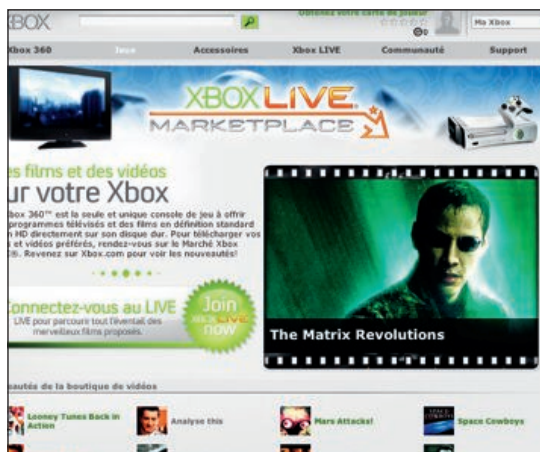 XBOX
Obtenez votre carte de joueur
Ma Xbox
Xbox 360
Jeux
Accessoires
Xbox LIVE
Communauté
Support
XBOX LIVE
MARKETPLACE
es films et des vidéos
ur votre Xbox
box 360™ est la seule et unique console de jeu à offrir
programmes télévisés et des films en définition standard
n HD directement sur son disque dur. Pour télécharger vos
x et vidéos préférés, rendez-vous sur le Marché Xbox
E®. Revenez sur Xbox.com pour voir les nouveautés!
Connectez-vous au LIVE
LIVE pour parcourir tout l'éventail des
merveilleux films proposés.
Join
XBOX LIVE
now
The Matrix Revolutions
eautés de la boutique de vidéos
Looney Tunes Back in
Action
Analyse this
Mars Attacks!
Space Cowboys